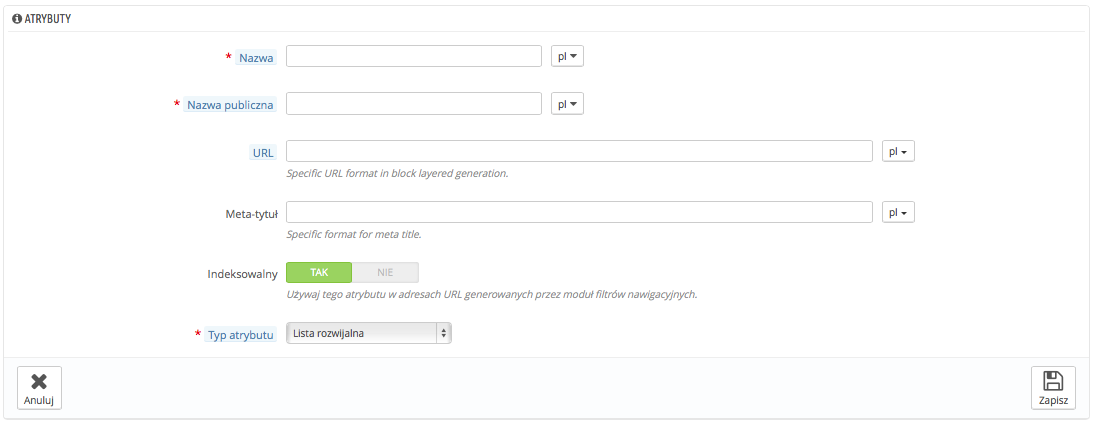 ATRYBUTY
* Nazwa pl
* Nazwa publiczna pl
URL pl
Specific URL format in block layered generation.
Meta-tytuł pl
Specific format for meta title.
Indeksowalny TAK NIE
Używaj tego atrybutu w adresach URL generowanych przez moduł filtrów nawigacyjnych.
* Typ atrybutu Lista rozwijalna
Anuluj Zapisz